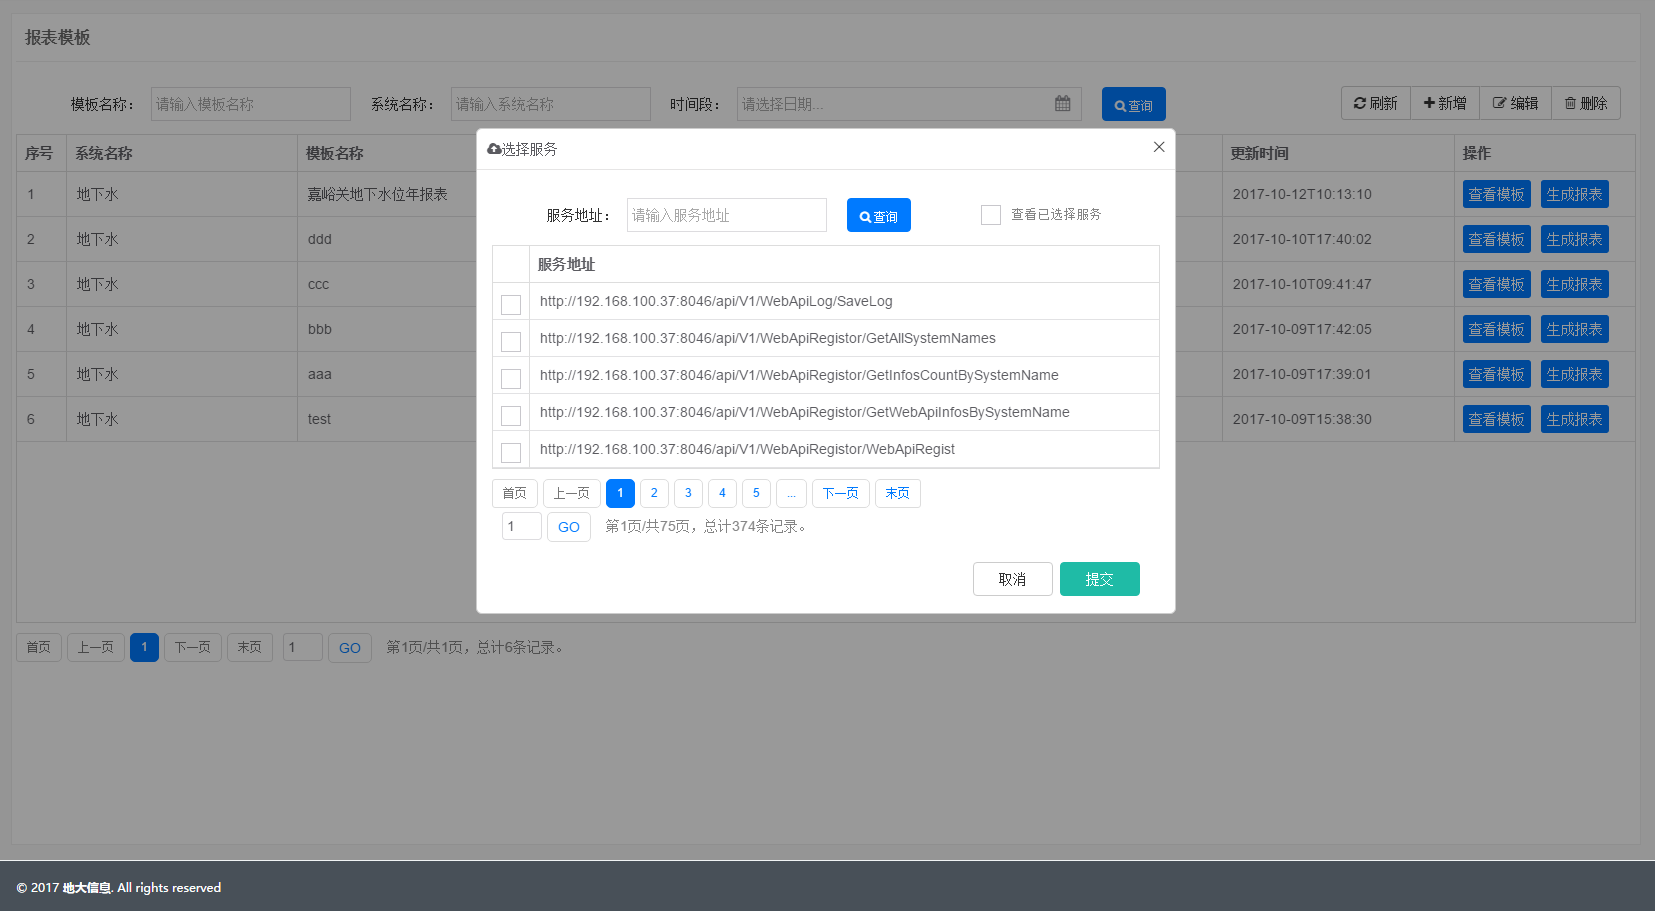 报表模板
模板名称： 请输入模板名称 系统名称： 请输入系统名称 时间段： 请选择日期... 查询 刷新 新增 编辑 删除
序号 系统名称 模板名称 更新时间 操作
1 地下水 嘉峪关地下水位年报表 2017-10-12T10:13:10 查看模板 生成报表
2 地下水 ddd 2017-10-10T17:40:02 查看模板 生成报表
3 地下水 ccc 2017-10-10T09:41:47 查看模板 生成报表
4 地下水 bbb 2017-10-09T17:42:05 查看模板 生成报表
5 地下水 aaa 2017-10-09T17:39:01 查看模板 生成报表
6 地下水 test 2017-10-09T15:38:30 查看模板 生成报表
首页 上一页 1 下一页 末页 1 GO 第1页/共1页，总计6条记录。
选择服务
服务地址： 请输入服务地址 查询 查看已选择服务
服务地址
http://192.168.100.37:8046/api/V1/WebApiLog/SaveLog
http://192.168.100.37:8046/api/V1/WebApiRegistor/GetAllSystemNames
http://192.168.100.37:8046/api/V1/WebApiRegistor/GetInfosCountBySystemName
http://192.168.100.37:8046/api/V1/WebApiRegistor/GetWebApiInfosBySystemName
http://192.168.100.37:8046/api/V1/WebApiRegistor/WebApiRegist
首页 上一页 1 2 3 4 5 ... 下一页 末页
1 GO 第1页/共75页，总计374条记录。
取消 提交
© 2017 地大信息. All rights reserved